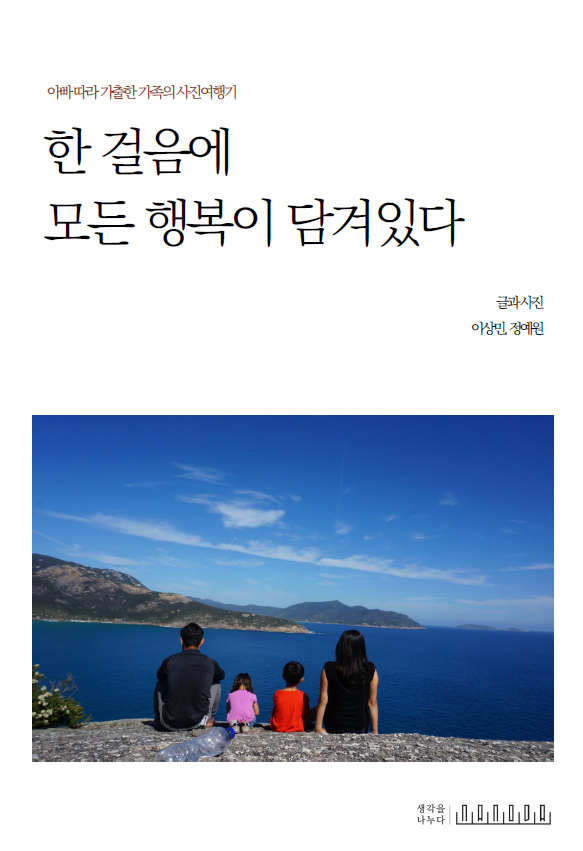 아빠 따라 가출한 가족의 사진여행기
한 걸음에
모든 행복이 담겨있다
글과 사진
이상민, 정예원
생각을
나누다
NANUDA